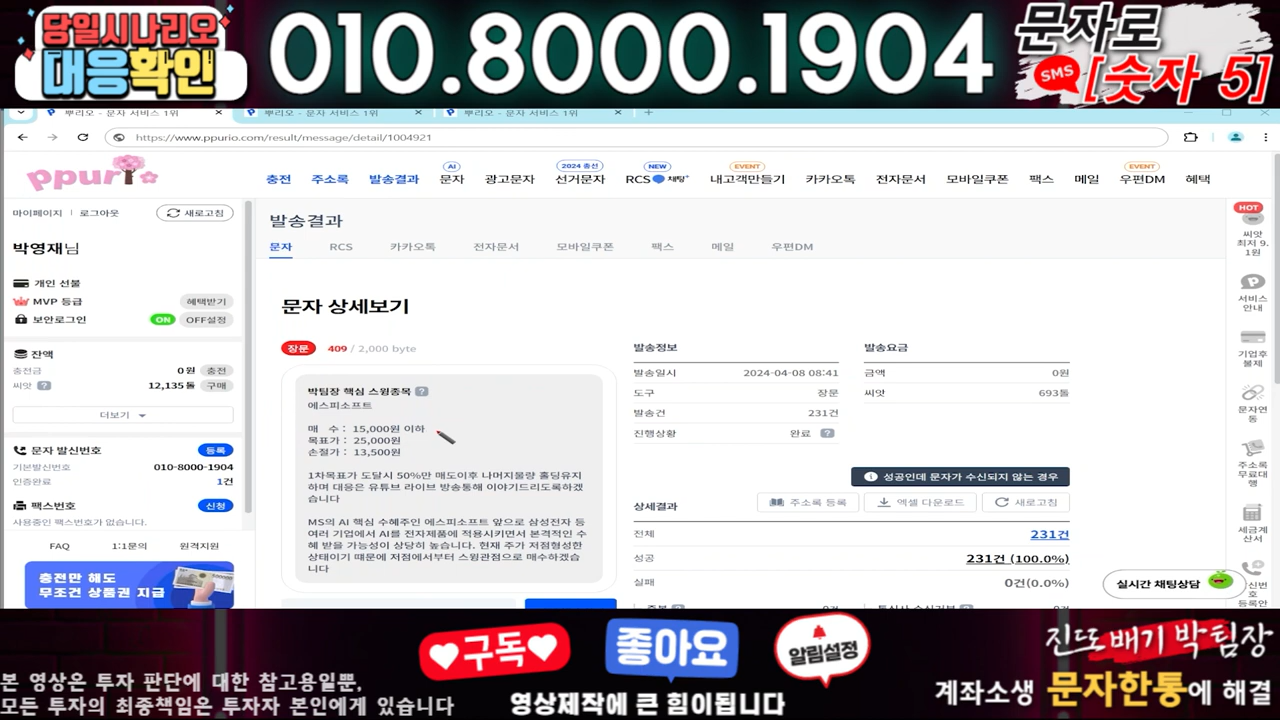 당일시나리오
대응확인
010.8000.1904
문자로
SMS
[숫자 5]
뿌리오 - 문자 서비스 1위
뿌리오 - 문자 서비스 1위
뿌리오 - 문자 서비스 1위
https://www.ppurio.com/result/message/detail/1004921
ppurio
충전
주소록
발송결과
AI
문자
광고문자
2024 총선
선거문자
NEW
RCS 채팅+
EVENT
내고객만들기
카카오톡
전자문서
모바일쿠폰
팩스
메일
EVENT
우편DM
혜택
마이페이지 | 로그아웃
새로고침
박영재님
개인 선불
MVP 등급
혜택받기
보안로그인
ON
OFF설정
잔액
충전금
0원
충전
씨앗 ?
12,135톨
구매
더보기
문자 발신번호
등록
기본발신번호
010-8000-1904
인증완료
1건
팩스번호
신청
사용중인 팩스번호가 없습니다.
FAQ
1:1문의
원격지원
충전만 해도
무조건 상품권 지급
발송결과
문자
RCS
카카오톡
전자문서
모바일쿠폰
팩스
메일
우편DM
문자 상세보기
장문
409 / 2,000 byte
박팀장 핵심 스윙종목 ?
에스피소프트
매 수 : 15,000원 이하
목표가 : 25,000원
손절가 : 13,500원
1차목표가 도달시 50%만 매도이후 나머지물량 홀딩유지
하며 대응은 유튜브 라이브 방송통해 이야기드리도록하겠
습니다
MS의 AI 핵심 수혜주인 에스피소프트 앞으로 삼성전자 등
여러 기업에서 AI를 전자제품에 적용시키면서 본격적인 수
혜 받을 가능성이 상당히 높습니다. 현재 주가 저점형성한
상태이기 때문에 저점에서부터 스윙관점으로 매수하겠습
니다
발송정보
발송일시
2024-04-08 08:41
도구
장문
발송건
231건
진행상황
완료 ?
발송요금
금액
0원
씨앗
693톨
성공인데 문자가 수신되지 않는 경우
상세결과
주소록 등록
엑셀 다운로드
새로고침
전체
231건
성공
231건 (100.0%)
실패
0건(0.0%)
HOT
씨앗
최저 9.
1원
서비스
안내
기업후
불제
문자연
동
주소록
무료대
행
세금계
산서
발신번
호
등록안
실시간 채팅상담
본 영상은 투자 판단에 대한 참고용일뿐,
모든 투자의 최종책임은 투자자 본인에게 있습니다
구독
좋아요
알림설정
영상제작에 큰 힘이됩니다
진또배기 박팀장
계좌소생 문자한통에 해결